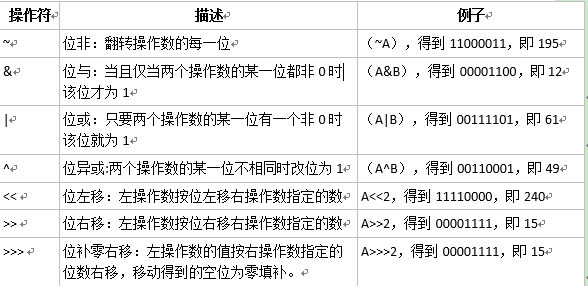 操作符 描述 例子
~ 位非：翻转操作数的每一位 （~A），得到 11000011，即 195
& 位与：当且仅当两个操作数的某一位都非 0 时 （A&B），得到 00001100，即 12
该位才为 1
| 位或：只要两个操作数的某一位有一个非 0 时 （A|B），得到 00111101，即 61
该位就为 1
^ 位异或:两个操作数的某一位不相同时改位为 1 （A^B），得到 00110001，即 49
<< 位左移：左操作数按位左移右操作数指定的数 A<<2，得到 11110000，即 240
>> 位右移：左操作数按位右移右操作数指定的数 A>>2，得到 00001111，即 15
>>> 位补零右移：左操作数的值按右操作数指定的 A>>>2，得到 00001111，即 15
位数右移，移动得到的空位为零填补。